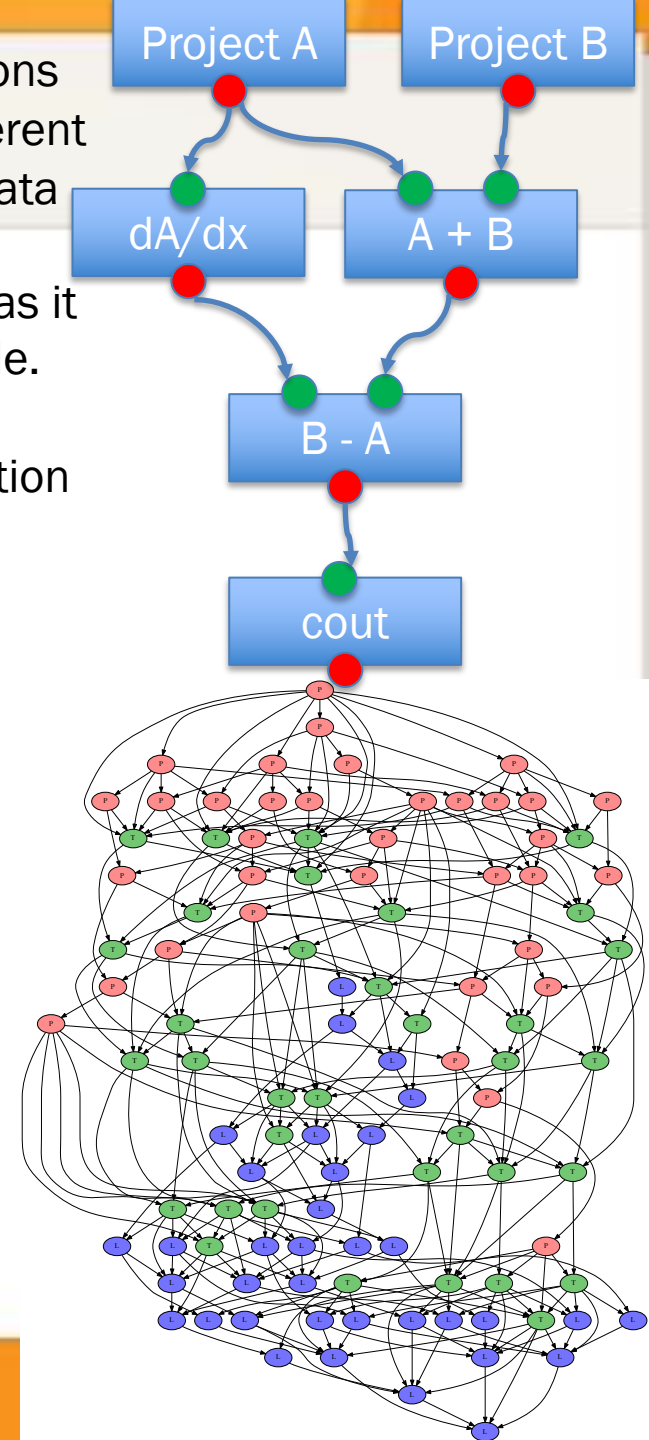 Project A
Project B
ons
erent
ata
dA/dx
A + B
as it
e.
B - A
tion
cout
P
P
P P P P
P P P P P P P P P P
T T P T P P T
P P T P P P P
T P T T
T P T P T
P L T P P
P T L T T
T T L P T T
T T L P
L T L L T
L L T T T
T T T L
L L T L L L L P
L L L T T T T
L L L L L L L L T L L
L L L L
L
L